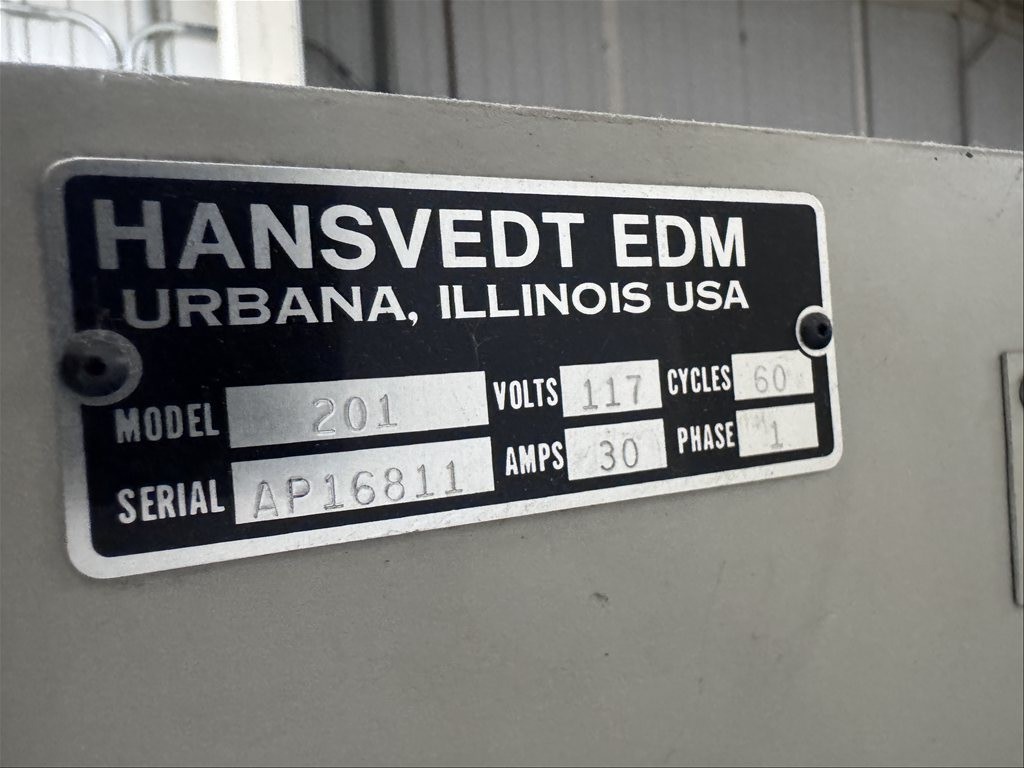 HANSVEDT EDM
URBANA, ILLINOIS USA
MODEL 201 VOLTS 117 CYCLES 60
SERIAL AP16811 AMPS 30 PHASE 1